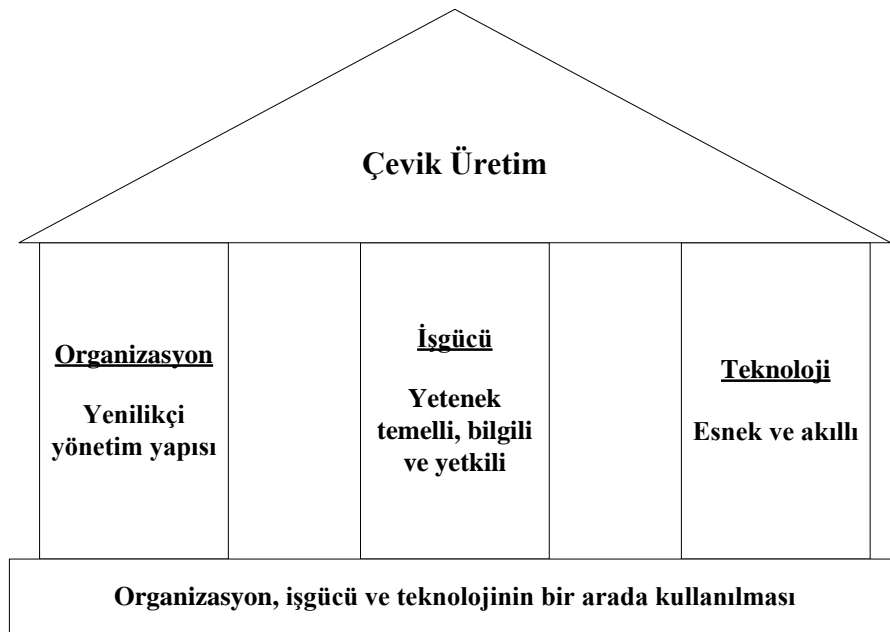 Çevik Üretim
Organizasyon
Yenilikçi
yönetim yapısı
İşgücü
Yetenek
temelli, bilgili
ve yetkili
Teknoloji
Esnek ve akıllı
Organizasyon, işgücü ve teknolojinin bir arada kullanılması